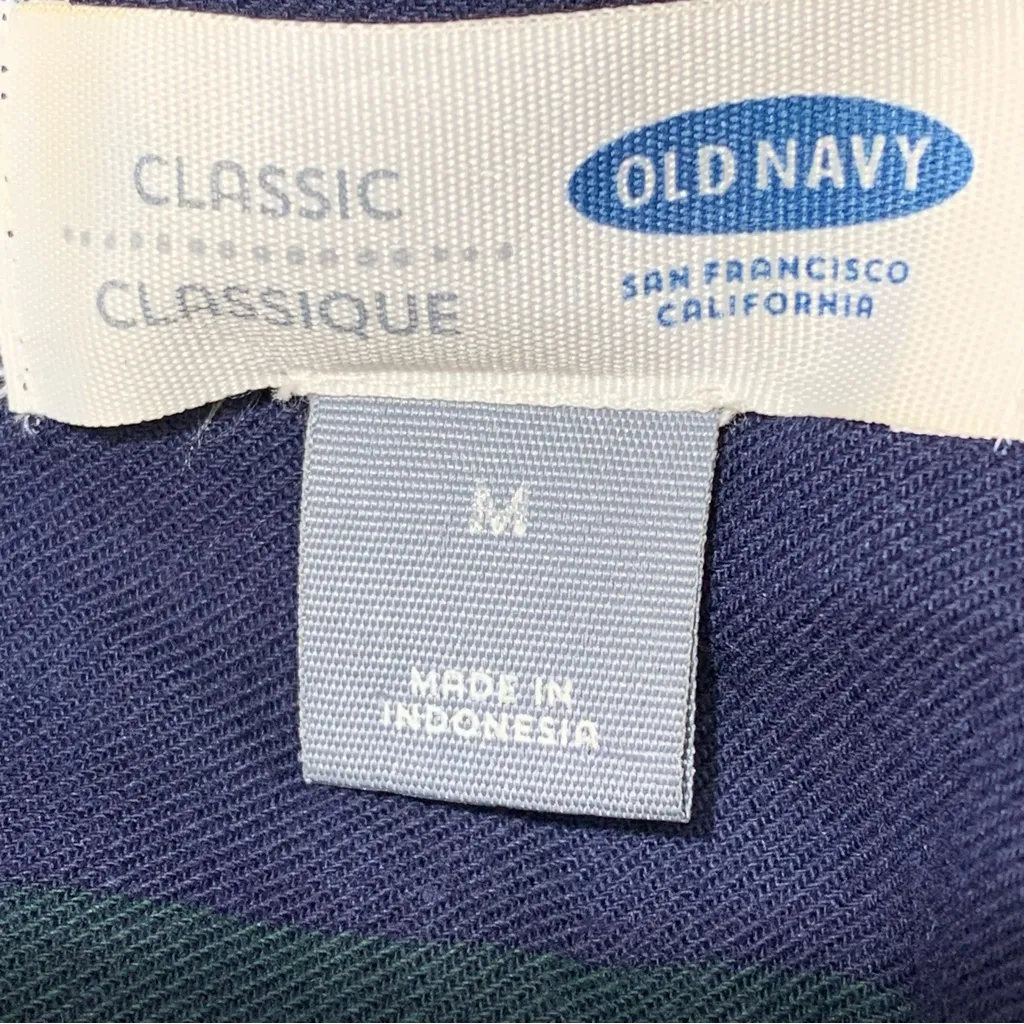 CLASSIC
CLASSIQUE
OLD NAVY
SAN FRANCISCO
CALIFORNIA
M
MADE IN
INDONESIA